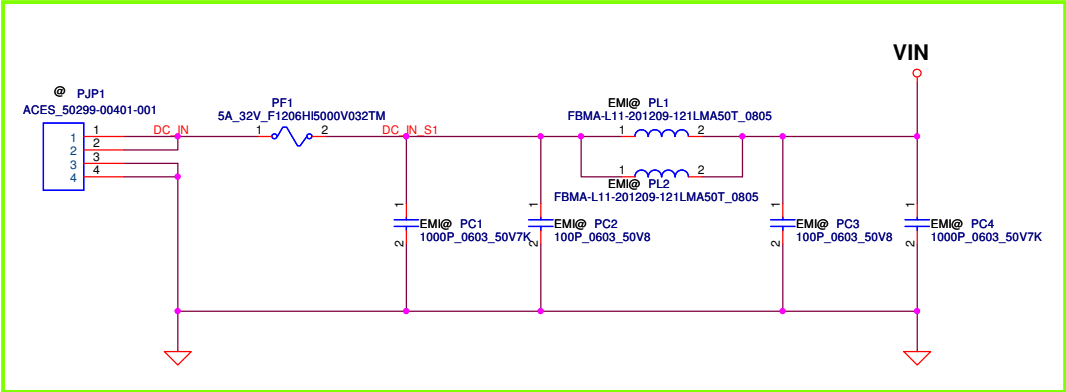 VIN
@ PJP1
ACES_50299-00401-001
PF1
5A_32V_F1206HI5000V032TM
EMI@ PL1
FBMA-L11-201209-121LMA50T_0805
1 1 DC_IN 1 2 DC_IN_S1 1 2
2 2
3 3
4 4
1 2
EMI@ PL2
FBMA-L11-201209-121LMA50T_0805
1 1 1 1
EMI@ PC1 EMI@ PC2 EMI@ PC3 EMI@ PC4
1000P_0603_50V7K 100P_0603_50V8 100P_0603_50V8 1000P_0603_50V7K
2 2 2 2